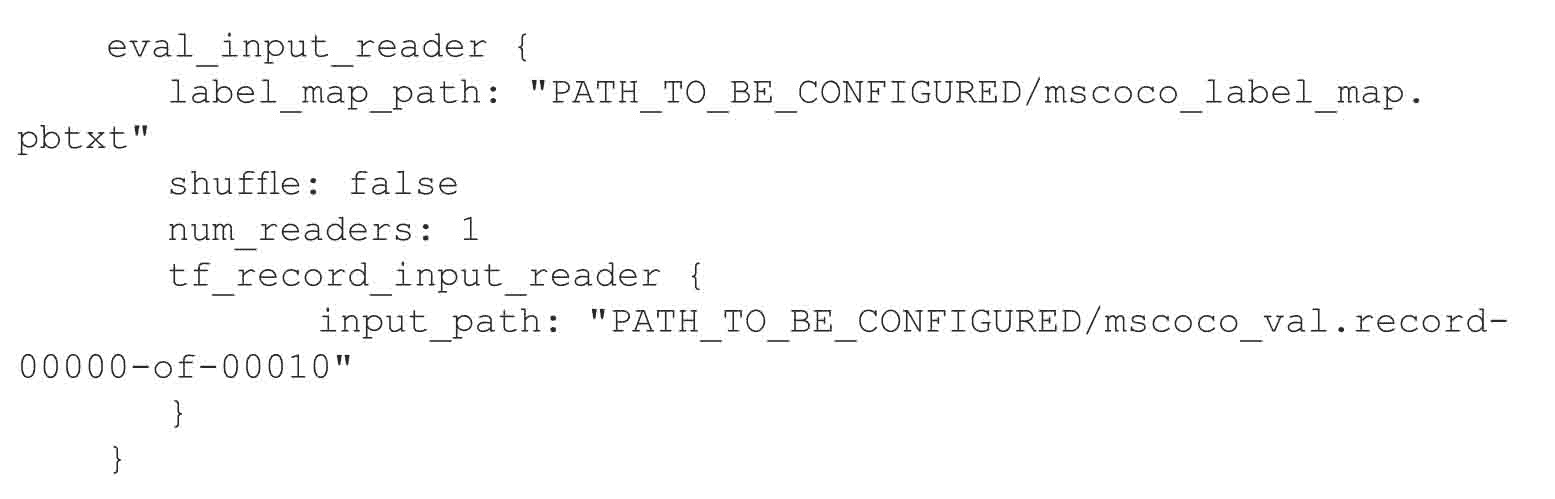 eval_input_reader {
label_map_path: "PATH_TO_BE_CONFIGURED/mscoco_label_map.
pbtxt"
shuffle: false
num_readers: 1
tf_record_input_reader {
input_path: "PATH_TO_BE_CONFIGURED/mscoco_val.record-
00000-of-00010"
}
}